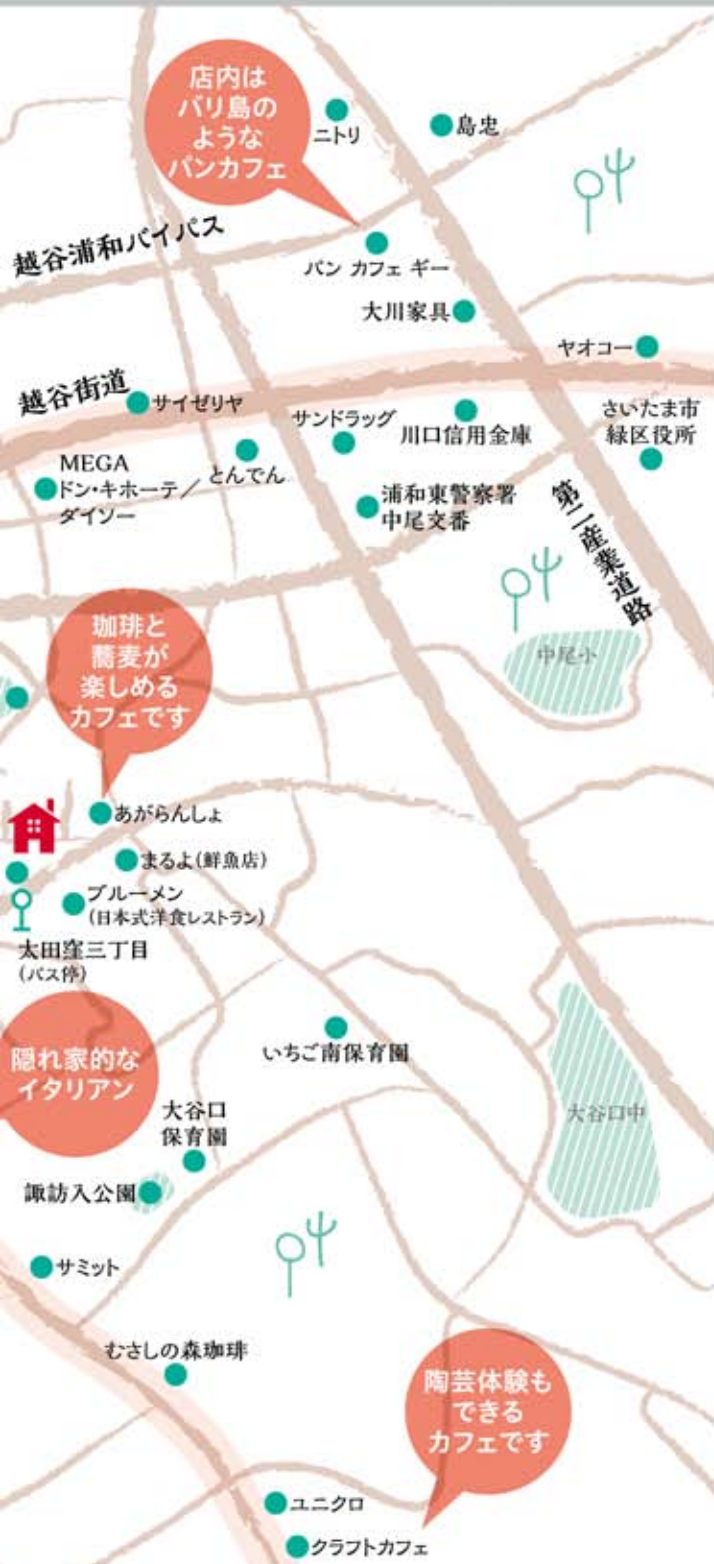 店内は
バリ島の
ような
パンカフェ
ニトリ
島忠
越谷浦和バイパス
パン カフェ ギー
大川家具
ヤオコー
越谷街道
サイゼリヤ
サンドラッグ
川口信用金庫
さいたま市
緑区役所
MEGA
ドン・キホーテ／
ダイソー
とんでん
浦和東警察署
中尾交番
第二産業道路
珈琲と
蕎麦が
楽しめる
カフェです
中尾小
あがらんしょ
まるよ(鮮魚店)
ブルーメン
(日本式洋食レストラン)
太田窪三丁目
(バス停)
隠れ家的な
イタリアン
いちご南保育園
大谷口
保育園
大谷口中
諏訪入公園
サミット
むさしの森珈琲
陶芸体験も
できる
カフェです
ユニクロ
クラフトカフェ